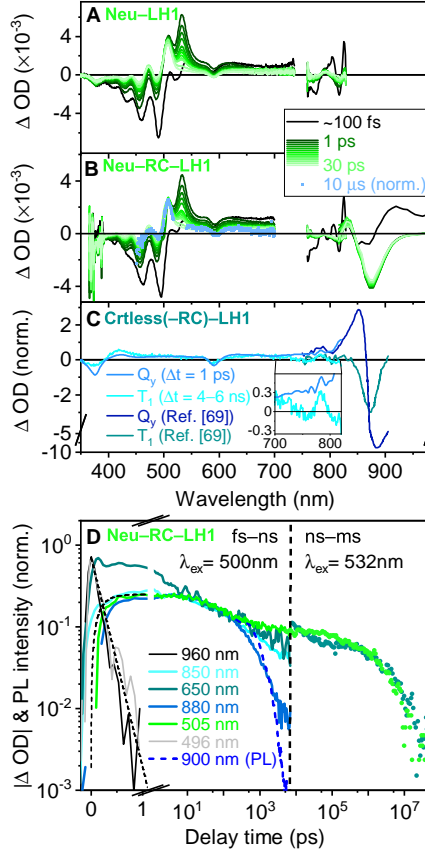 A Neu–LH1
Δ OD (×10⁻³)
4
0
-4
~100 fs
1 ps
30 ps
10 μs (norm.)
B Neu–RC–LH1
Δ OD (×10⁻³)
4
0
-4
C Crtless(–RC)–LH1
Δ OD (norm.)
2
0
-2
-5
-10
Qy (Δt = 1 ps)
T1 (Δt = 4–6 ns)
Qy (Ref. [69])
T1 (Ref. [69])
0.3
0
-0.3
700 800
400 500 600 700 800 900
Wavelength (nm)
D Neu–RC–LH1
fs–ns
ns–ms
λex= 500nm
λex= 532nm
|Δ OD| & PL intensity (norm.)
10⁰
10⁻¹
10⁻²
10⁻³
960 nm
850 nm
650 nm
880 nm
505 nm
496 nm
900 nm (PL)
0 1 10¹ 10³ 10⁵ 10⁷
Delay time (ps)